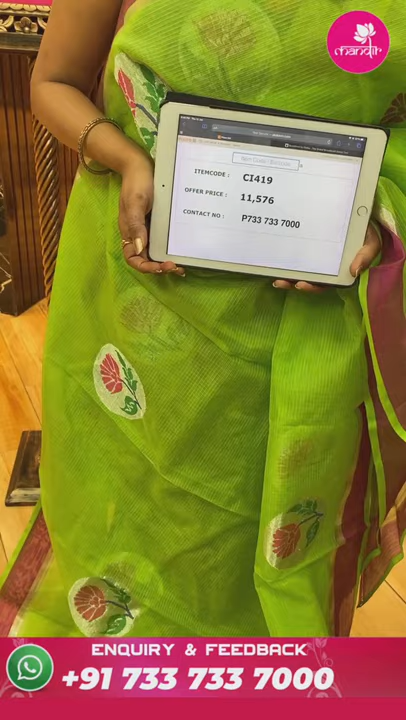 mandir
ITEMCODE : CI419
OFFER PRICE : 11,576
CONTACT NO : P733 733 7000
ENQUIRY & FEEDBACK
+91 733 733 7000